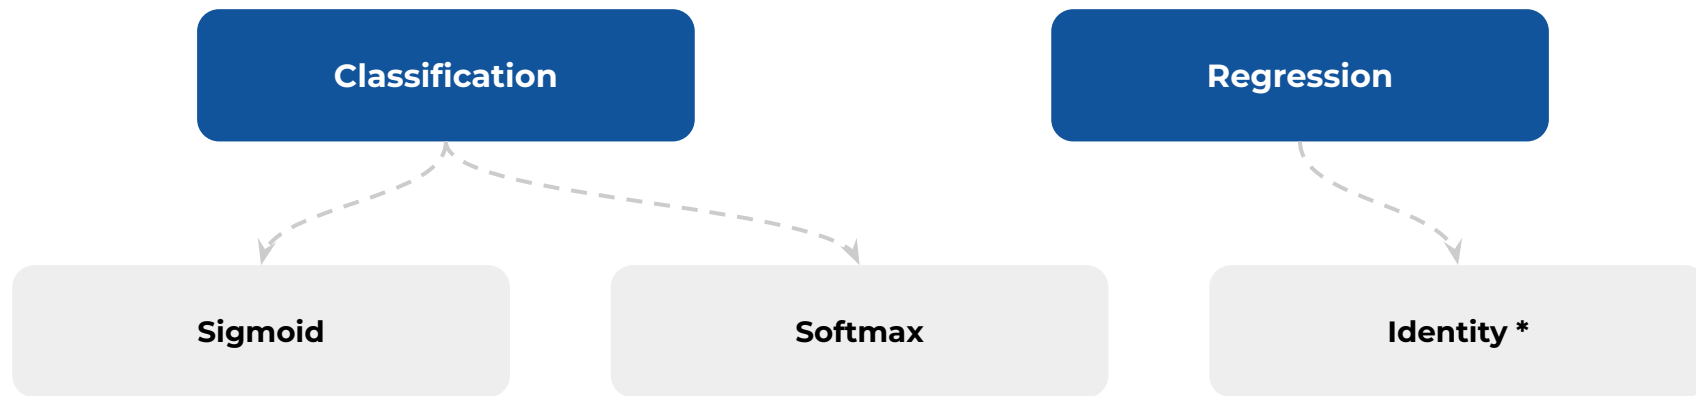 Classification
Regression
Sigmoid
Softmax
Identity *